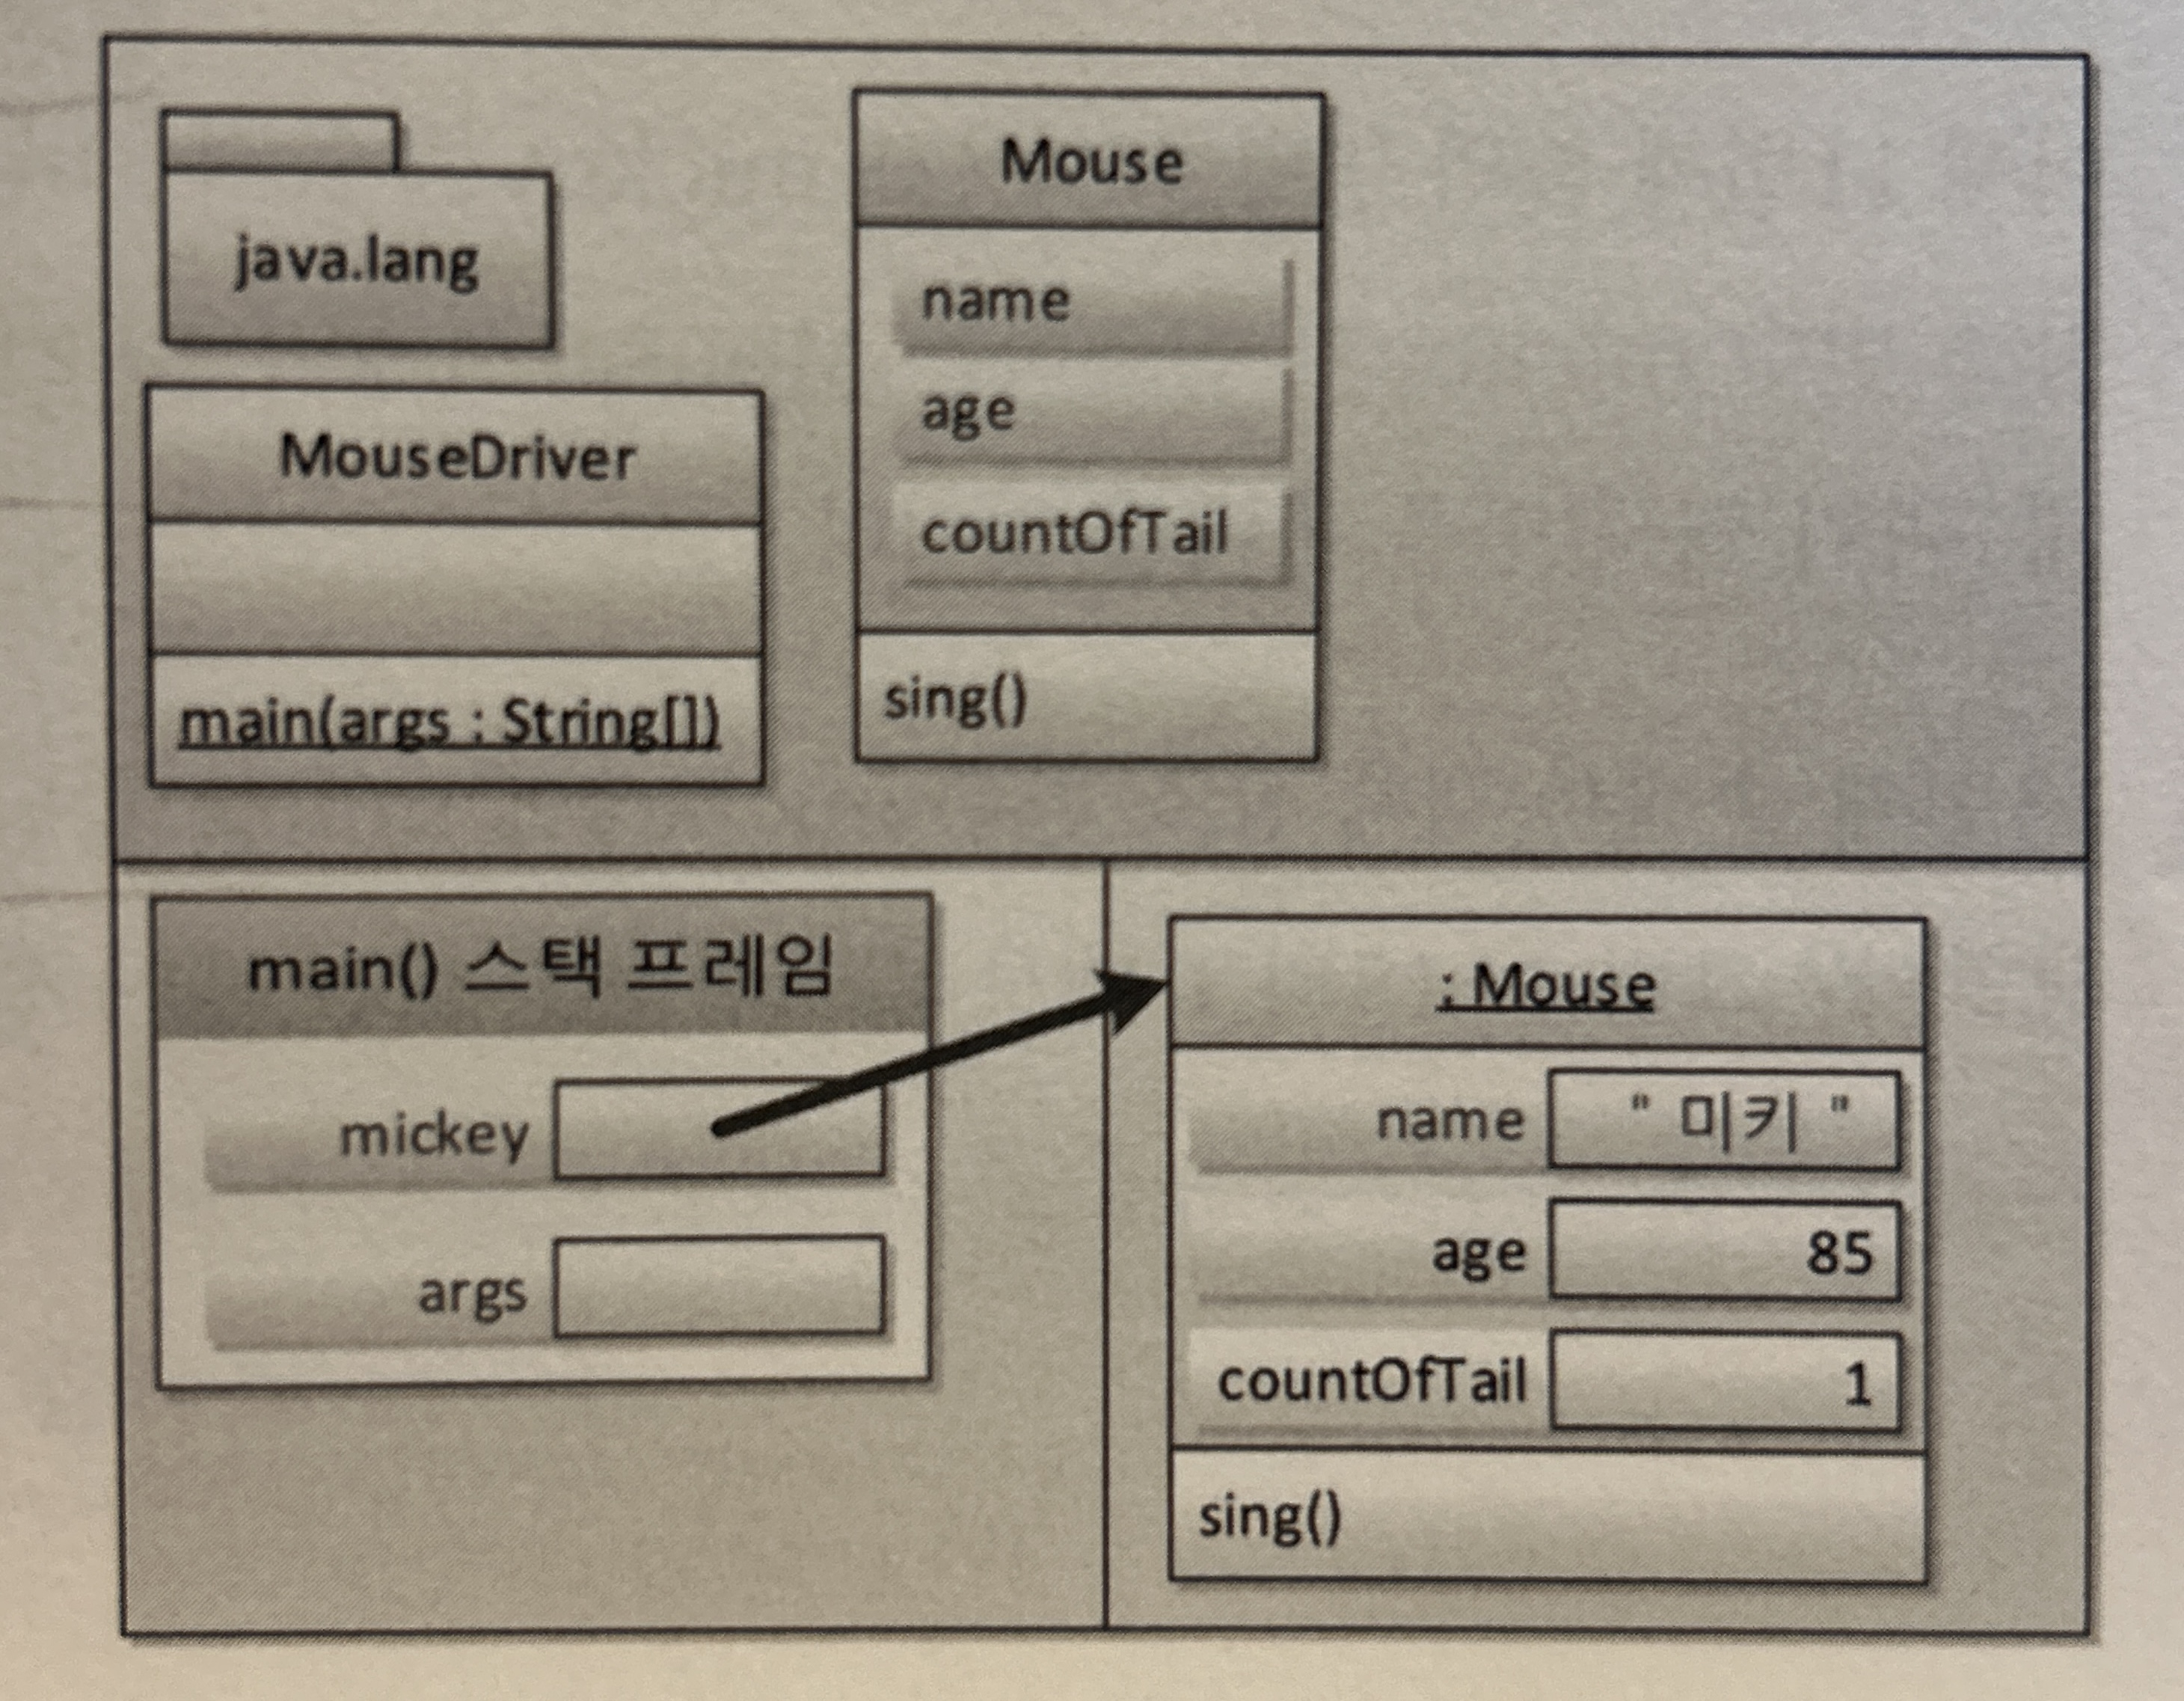 java.lang
MouseDriver
main(args : String[])
Mouse
name
age
countOfTail
sing()
main() 스택 프레임
mickey
args
: Mouse
name " 미키 "
age 85
countOfTail 1
sing()